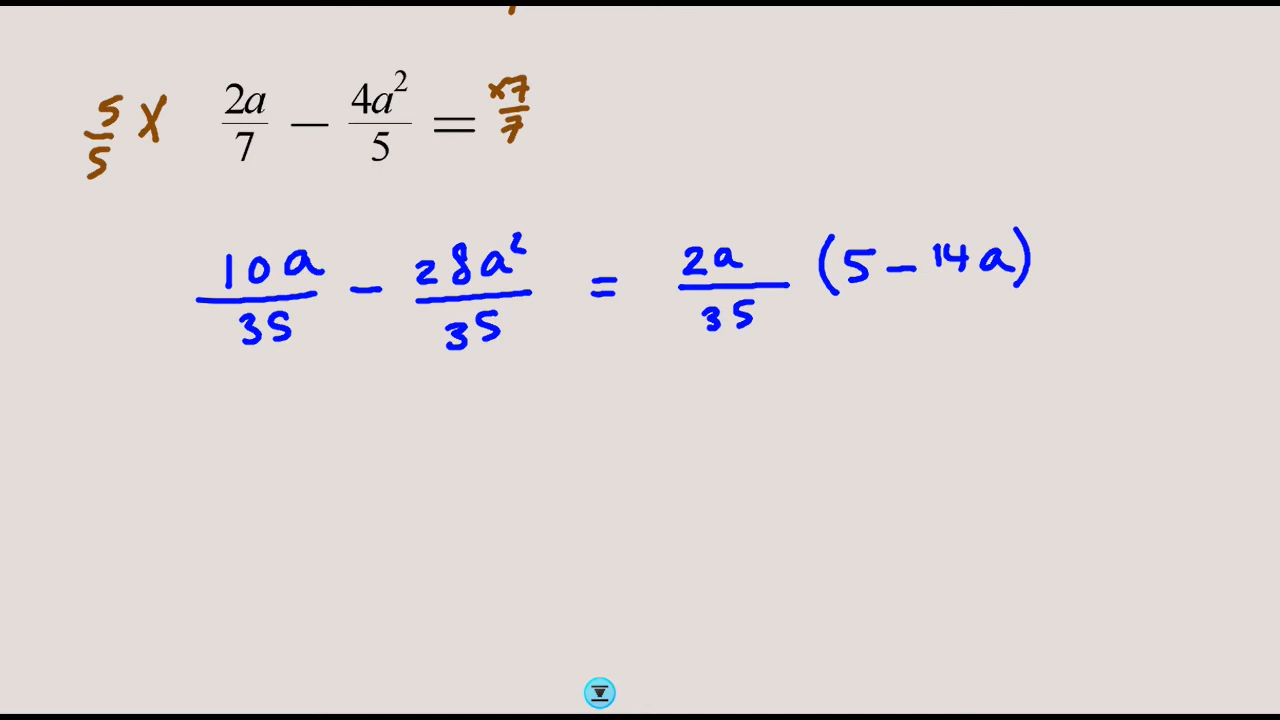 5/5 X 2a/7 − 4a²/5 = ×7/7
10a/35 − 28a²/35 = 2a/35 (5 − 14a)